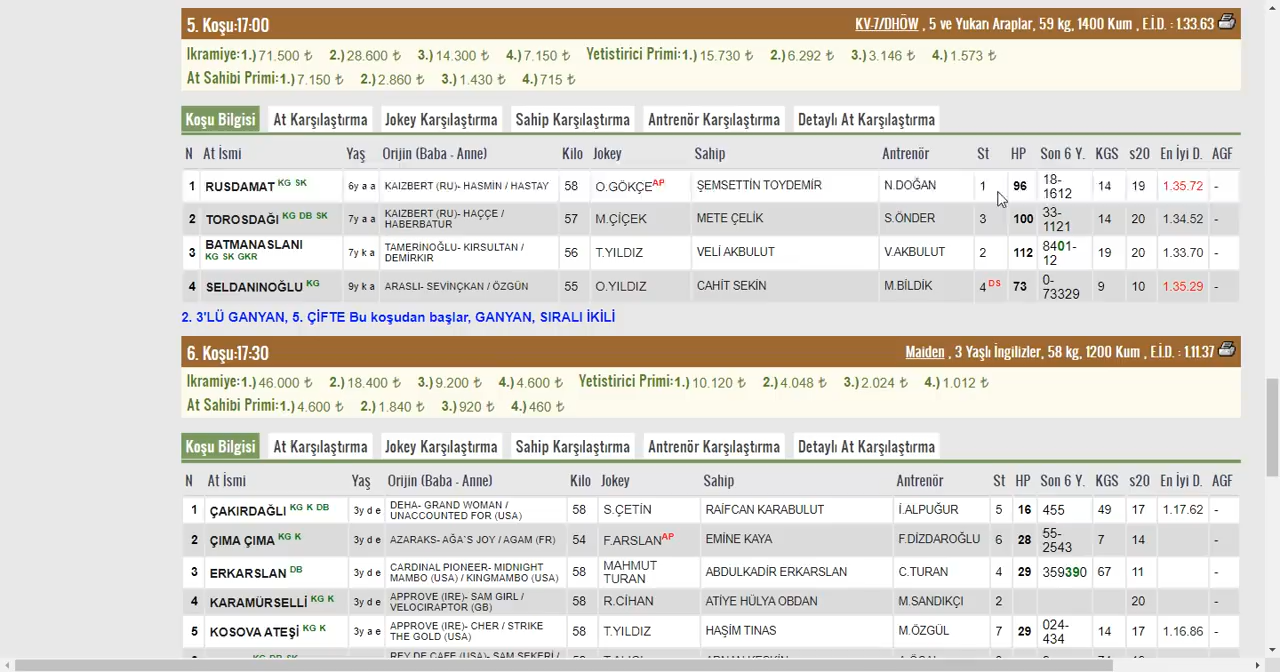 5. Koşu:17:00 KV-7/DHÖW , 5 ve Yukarı Araplar, 59 kg, 1400 Kum , E.İ.D. : 1.33.63
İkramiye:1.)71.500 ₺ 2.)28.600 ₺ 3.)14.300 ₺ 4.)7.150 ₺ Yetistirici Primi:1.)15.730 ₺ 2.)6.292 ₺ 3.)3.146 ₺ 4.)1.573 ₺
At Sahibi Primi:1.)7.150 ₺ 2.)2.860 ₺ 3.)1.430 ₺ 4.)715 ₺
Koşu Bilgisi At Karşılaştırma Jokey Karşılaştırma Sahip Karşılaştırma Antrenör Karşılaştırma Detaylı At Karşılaştırma
N At İsmi Yaş Orijin (Baba - Anne) Kilo Jokey Sahip Antrenör St HP Son 6 Y. KGS s20 En İyi D. AGF
1 RUSDAMAT KG SK 6y a a KAIZBERT (RU)- HASMİN / HASTAY 58 O.GÖKÇE AP ŞEMSETTİN TOYDEMİR N.DOĞAN 1 96 18-1612 14 19 1.35.72 -
2 TOROSDAĞI KG DB SK 7y a a KAIZBERT (RU)- HAÇÇE / HABERBATUR 57 M.ÇİÇEK METE ÇELİK S.ÖNDER 3 100 33-1121 14 20 1.34.52 -
3 BATMANASLANI KG SK GKR 7y k a TAMERİNOĞLU- KIRSULTAN / DEMİRKIR 56 T.YILDIZ VELİ AKBULUT V.AKBULUT 2 112 8401-12 19 20 1.33.70 -
4 SELDANINOĞLU KG 9y k a ARASLI- SEVİNÇKAN / ÖZGÜN 55 O.YILDIZ CAHİT SEKİN M.BİLDİK 4 DS 73 0-73329 9 10 1.35.29 -
2. 3'LÜ GANYAN, 5. ÇİFTE Bu koşudan başlar, GANYAN, SIRALI İKİLİ
6. Koşu:17:30 Maiden , 3 Yaşlı İngilizler, 58 kg, 1200 Kum , E.İ.D. : 1.11.37
İkramiye:1.)46.000 ₺ 2.)18.400 ₺ 3.)9.200 ₺ 4.)4.600 ₺ Yetistirici Primi:1.)10.120 ₺ 2.)4.048 ₺ 3.)2.024 ₺ 4.)1.012 ₺
At Sahibi Primi:1.)4.600 ₺ 2.)1.840 ₺ 3.)920 ₺ 4.)460 ₺
Koşu Bilgisi At Karşılaştırma Jokey Karşılaştırma Sahip Karşılaştırma Antrenör Karşılaştırma Detaylı At Karşılaştırma
N At İsmi Yaş Orijin (Baba - Anne) Kilo Jokey Sahip Antrenör St HP Son 6 Y. KGS s20 En İyi D. AGF
1 ÇAKIRDAĞLI KG K DB 3y d e DEHA- GRAND WOMAN / UNACCOUNTED FOR (USA) 58 S.ÇETİN RAİFCAN KARABULUT İ.ALPUĞUR 5 16 455 49 17 1.17.62 -
2 ÇIMA ÇIMA KG K 3y d e AZARAKS- AĞA`S JOY / AGAM (FR) 54 F.ARSLAN AP EMİNE KAYA F.DİZDAROĞLU 6 28 55-2543 7 14 -
3 ERKARSLAN DB 3y d e CARDINAL PIONEER- MIDNIGHT MAMBO (USA) / KINGMAMBO (USA) 58 MAHMUT TURAN ABDULKADİR ERKARSLAN C.TURAN 4 29 359390 67 11 -
4 KARAMÜRSELLİ KG K 3y d e APPROVE (IRE)- SAM GIRL / VELOCIRAPTOR (GB) 58 R.CİHAN ATİYE HÜLYA OBDAN M.SANDIKÇI 2 20 -
5 KOSOVA ATEŞİ KG K 3y a e APPROVE (IRE)- CHER / STRIKE THE GOLD (USA) 58 T.YILDIZ HAŞİM TINAS M.ÖZGÜL 7 29 024-434 14 17 1.16.86 -